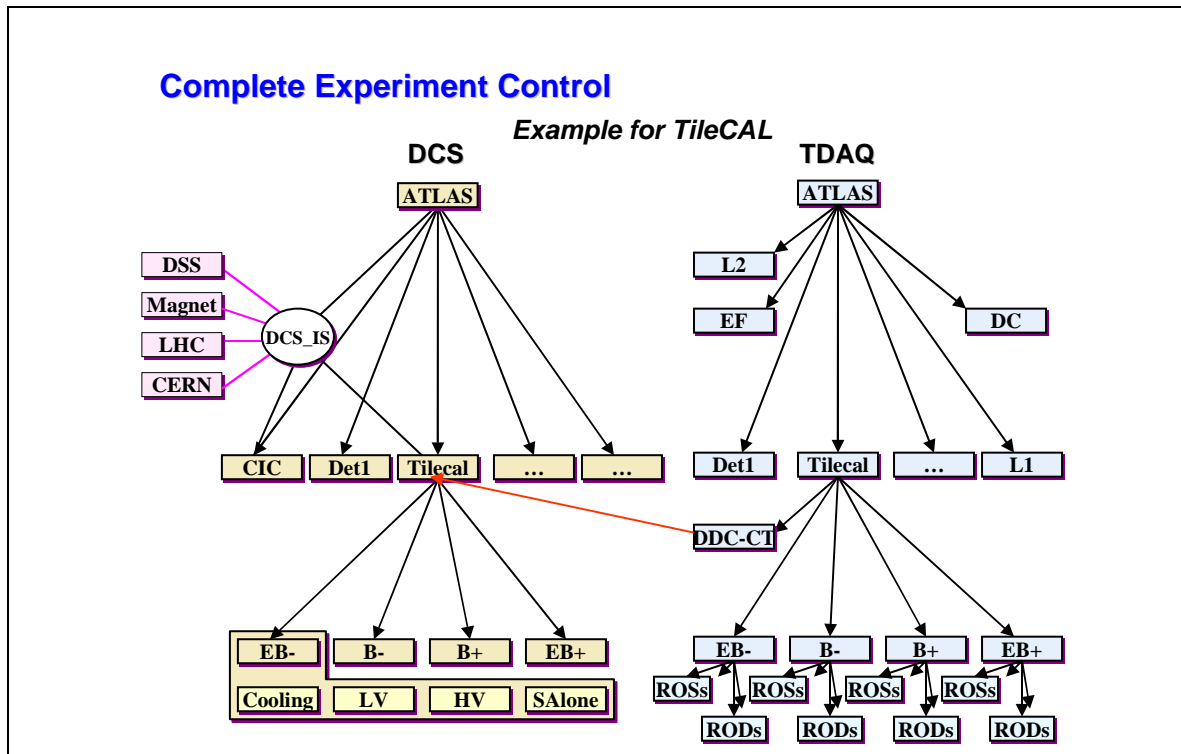 Complete Experiment Control
Example for TileCAL
DCS
TDAQ
ATLAS
ATLAS
DSS
L2
Magnet
EF
DC
DCS_IS
LHC
CERN
CIC
Det1
Tilecal
…
…
Det1
Tilecal
…
L1
DDC-CT
EB-
B-
B+
EB+
EB-
B-
B+
EB+
Cooling
LV
HV
SAlone
ROSs
ROSs
ROSs
ROSs
RODs
RODs
RODs
RODs